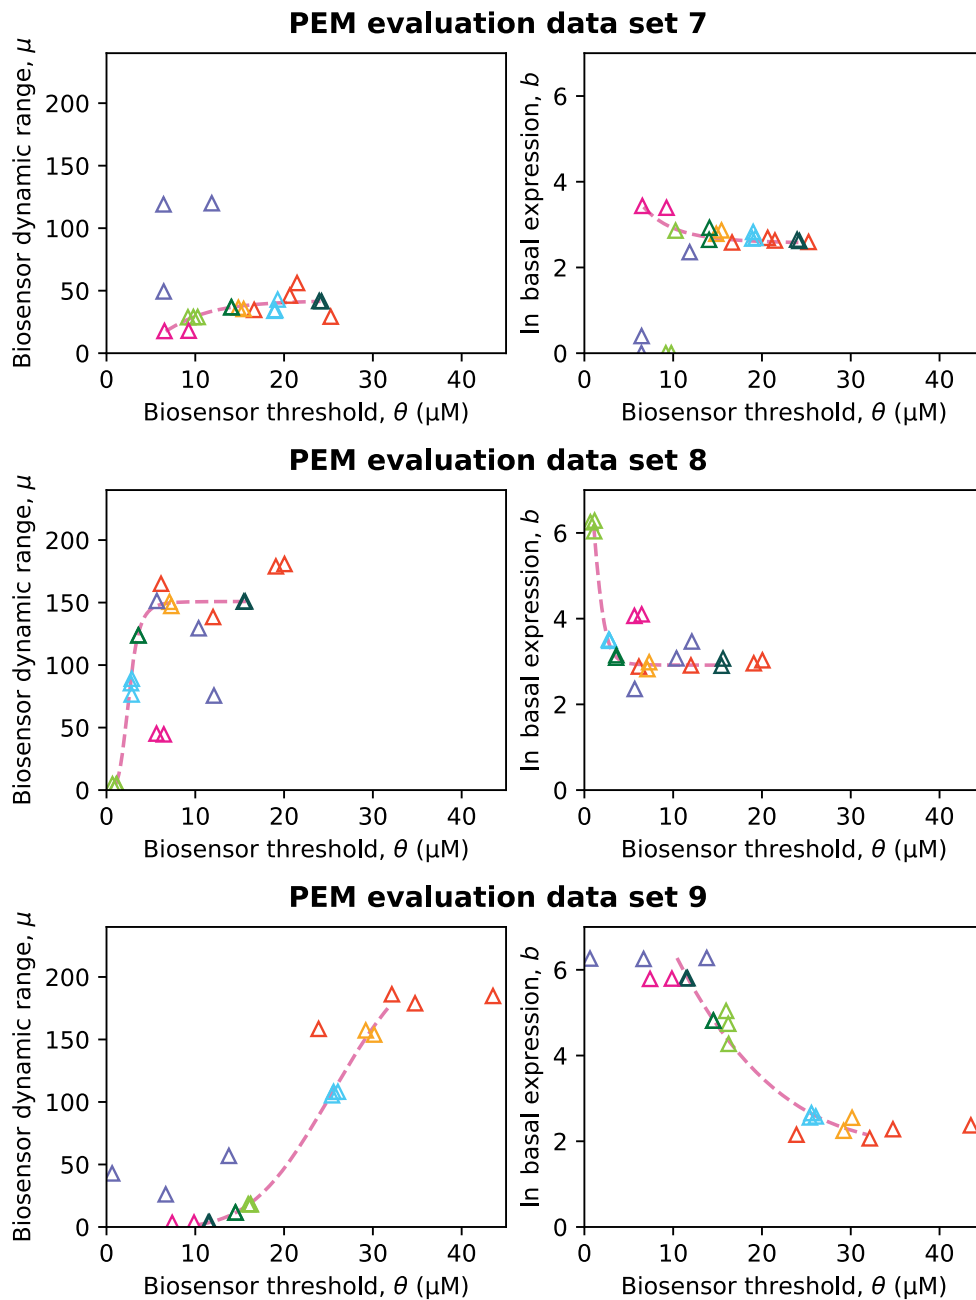 PEM evaluation data set 7
Biosensor dynamic range, μ
200
150
100
50
0
0 10 20 30 40
Biosensor threshold, θ (μM)
ln basal expression, b
6
4
2
0
0 10 20 30 40
Biosensor threshold, θ (μM)
PEM evaluation data set 8
Biosensor dynamic range, μ
200
150
100
50
0
0 10 20 30 40
Biosensor threshold, θ (μM)
ln basal expression, b
6
4
2
0
0 10 20 30 40
Biosensor threshold, θ (μM)
PEM evaluation data set 9
Biosensor dynamic range, μ
200
150
100
50
0
0 10 20 30 40
Biosensor threshold, θ (μM)
ln basal expression, b
6
4
2
0
0 10 20 30 40
Biosensor threshold, θ (μM)